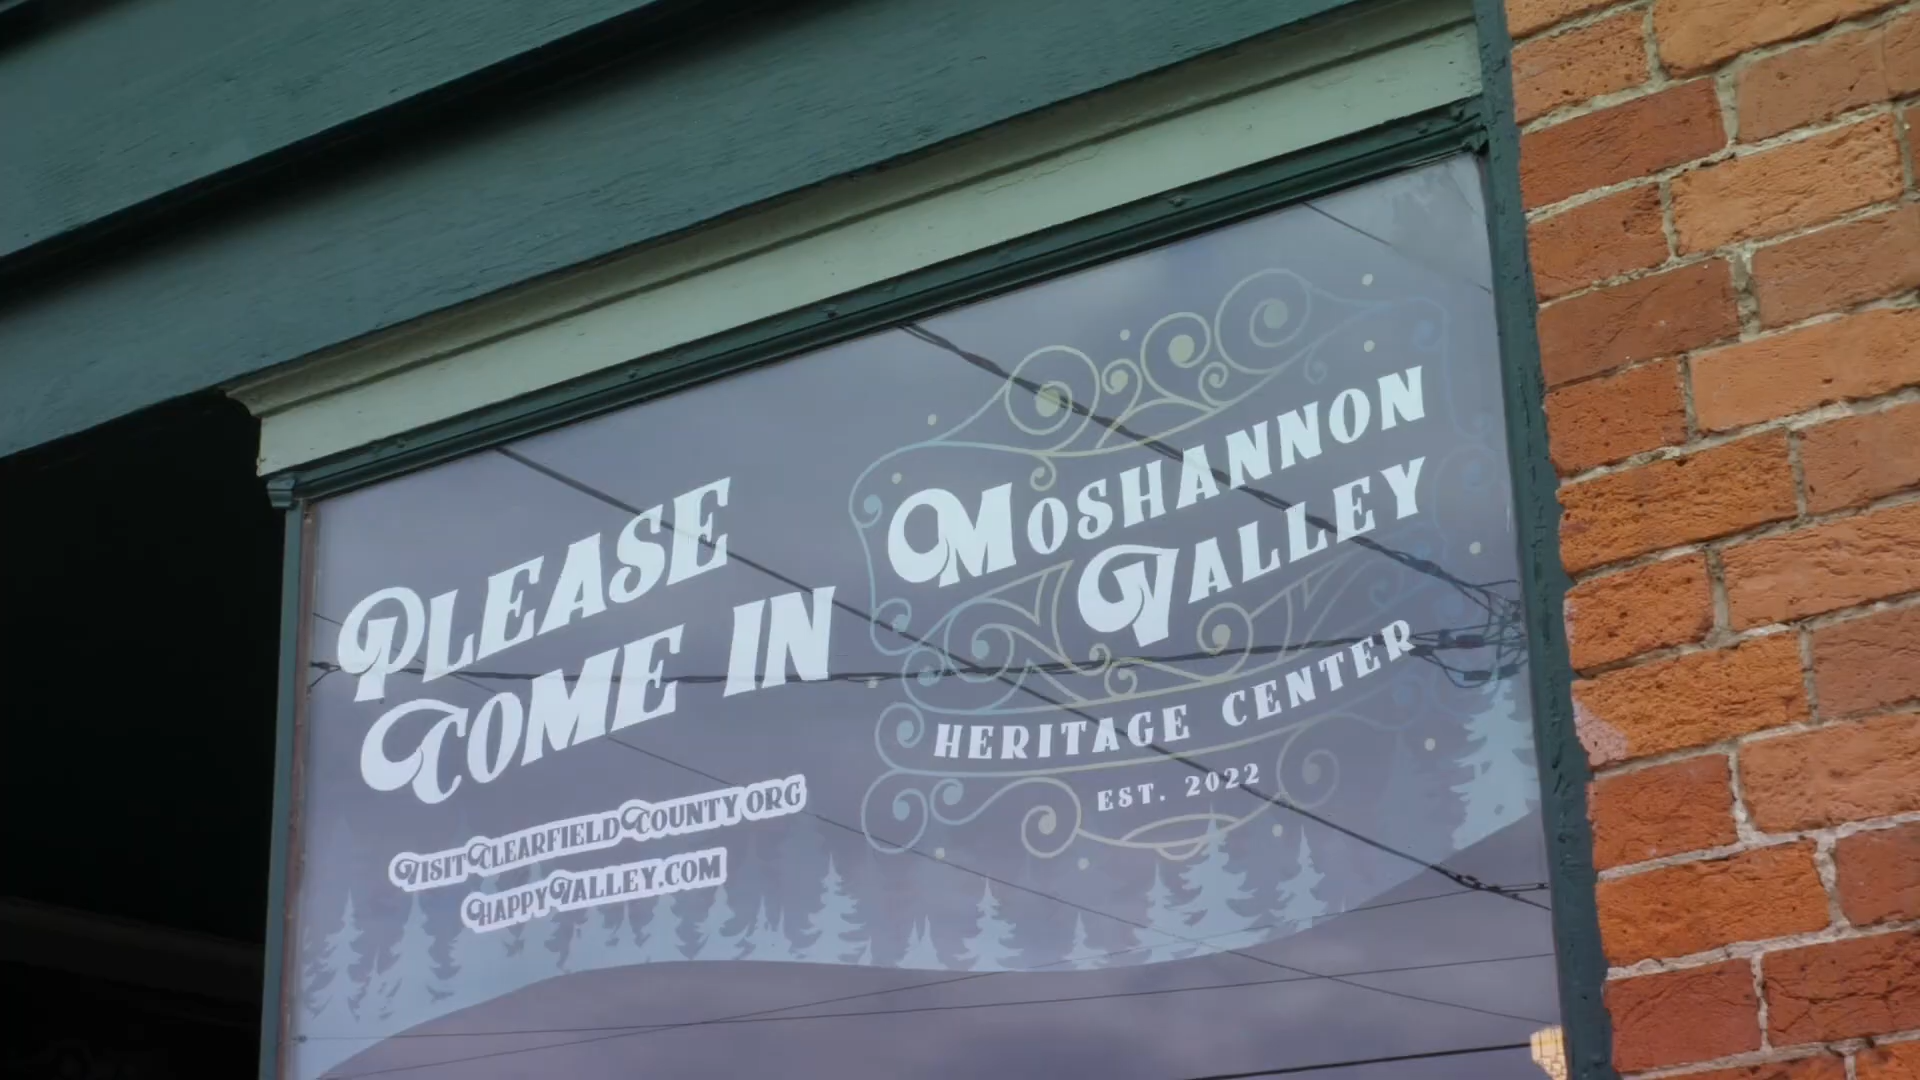 PLEASE
COME IN
VISITCLEARFIELDCOUNTY.ORG
HAPPYVALLEY.COM
MOSHANNON
VALLEY
HERITAGE CENTER
EST. 2022